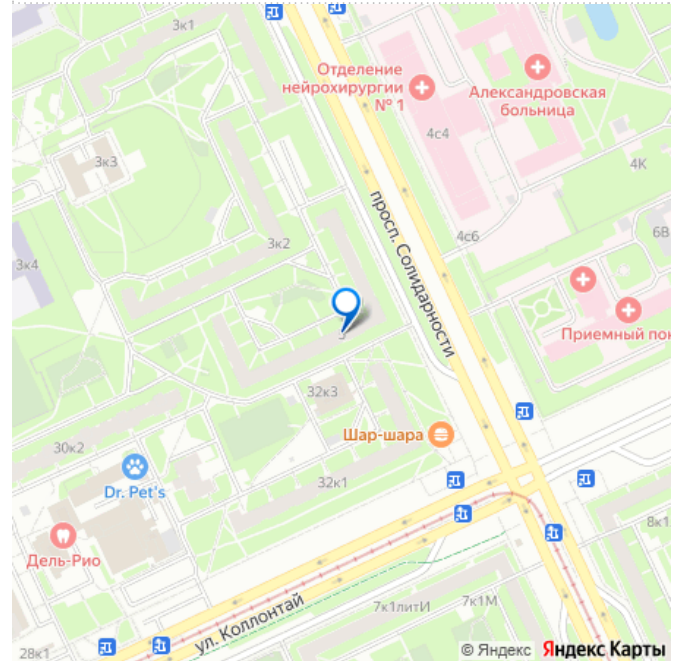 3к1
Отделение
нейрохирургии
№ 1
Александровская
больница
4с4
3к3
4К
просп. Солидарности
4с6
6В
3к2
3к4
3
Приемный пок
32к3
Шар-шара
30к2
32к1
Dr. Pet's
8к1
Дель-Рио
7к1литИ
7к1М
ул. Коллонтай
28к1
© Яндекс Яндекс Карты